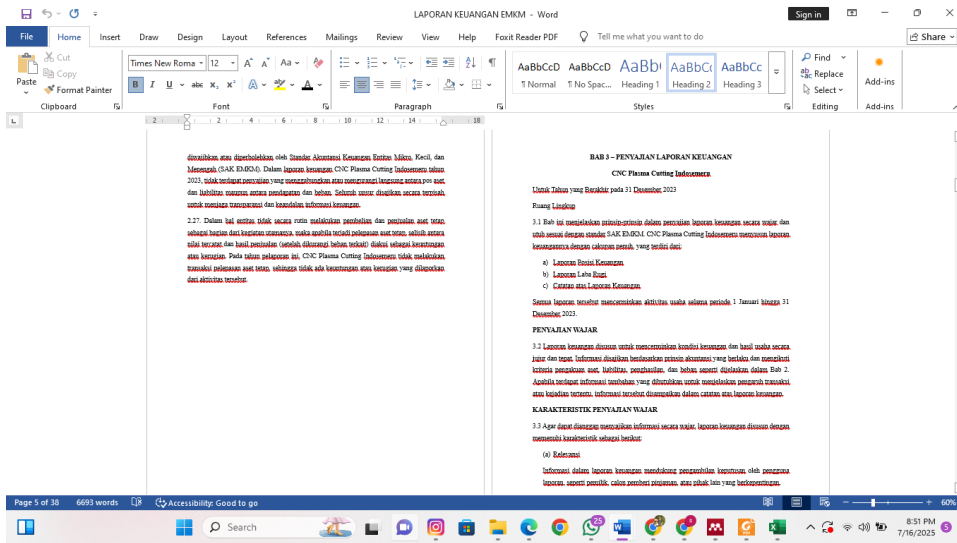 LAPORAN KEUANGAN EMKM - Word
Sign in
File Home Insert Draw Design Layout References Mailings Review View Help Foxit Reader PDF Tell me what you want to do Share
Paste
Cut
Copy
Format Painter
Times New Roma 12
AaBbCcD AaBbCcD AaBb( AaBbC( AaBbCc
¶ Normal ¶ No Spac... Heading 1 Heading 2 Heading 3
Find
Replace
Select
Add-ins
Clipboard Font Paragraph Styles Editing Add-ins
2 2 4 6 8 10 12 14 18
diwajibkan atau diperbolehkan oleh Standar Akuntansi Keuangan Entitas Mikro, Kecil, dan
Menengah (SAK EMKM). Dalam laporan keuangan CNC Plasma Cutting Indosemeru tahun
2023, tidak terdapat penyajian yang menggabungkan atau mengurangi langsung antara pos aset
dan liabilitas maupun antara pendapatan dan beban. Seluruh unsur disajikan secara terpisah
untuk menjaga transparansi dan keandalan informasi keuangan.
2.27. Dalam hal entitas tidak secara rutin melakukan pembelian dan penjualan aset tetap
sebagai bagian dari kegiatan utamanya, maka apabila terjadi pelepasan aset tetap, selisih antara
nilai tercatat dan hasil penjualan (setelah dikurangi beban terkait) diakui sebagai keuntungan
atau kerugian. Pada tahun pelaporan ini, CNC Plasma Cutting Indosemeru tidak melakukan
transaksi pelepasan aset tetap, sehingga tidak ada keuntungan atau kerugian yang dilaporkan
dari aktivitas tersebut.
BAB 3 – PENYAJIAN LAPORAN KEUANGAN
CNC Plasma Cutting Indosemeru
Untuk Tahun yang Berakhir pada 31 Desember 2023
Ruang Lingkup
3.1 Bab ini menjelaskan prinsip-prinsip dalam penyajian laporan keuangan secara wajar dan
utuh sesuai dengan standar SAK EMKM. CNC Plasma Cutting Indosemeru menyusun laporan
keuangannya dengan cakupan penuh, yang terdiri dari:
a) Laporan Posisi Keuangan
b) Laporan Laba Rugi
c) Catatan atas Laporan Keuangan
Semua laporan tersebut mencerminkan aktivitas usaha selama periode 1 Januari hingga 31
Desember 2023.
PENYAJIAN WAJAR
3.2 Laporan keuangan disusun untuk mencerminkan kondisi keuangan dan hasil usaha secara
jujur dan tepat. Informasi disajikan berdasarkan prinsip akuntansi yang berlaku dan mengikuti
kriteria pengakuan aset, liabilitas, penghasilan, dan beban seperti dijelaskan dalam Bab 2.
Apabila terdapat informasi tambahan yang dibutuhkan untuk menjelaskan pengaruh transaksi
atau kejadian tertentu, informasi tersebut disampaikan dalam catatan atas laporan keuangan.
KARAKTERISTIK PENYAJIAN WAJAR
3.3 Agar dapat dianggap menyajikan informasi secara wajar, laporan keuangan disusun dengan
memenuhi karakteristik sebagai berikut:
(a) Relevansi
Informasi dalam laporan keuangan mendukung pengambilan keputusan oleh pengguna
laporan, seperti pemilik, calon pemberi pinjaman, atau pihak lain yang berkepentingan.
Page 5 of 38 6693 words Accessibility: Good to go 60%
Search
25
8:51 PM
7/16/2025
5